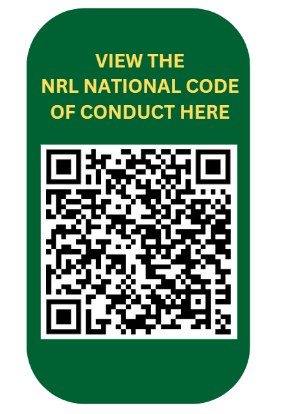 VIEW THE
NRL NATIONAL CODE
OF CONDUCT HERE